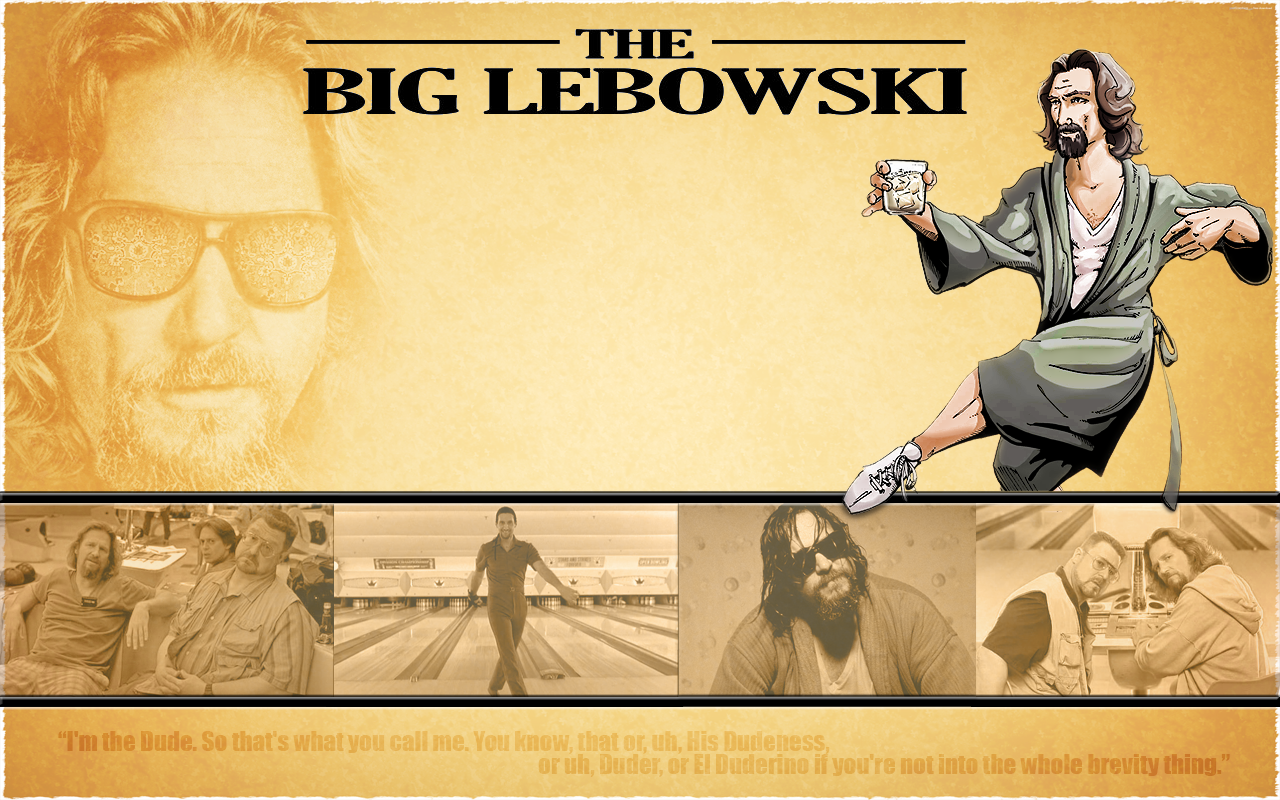 THE
BIG LEBOWSKI
“I'm the Dude. So that's what you call me. You know, that or, uh, His Dudeness,
or uh, Duder, or El Duderino if you're not into the whole brevity thing.”